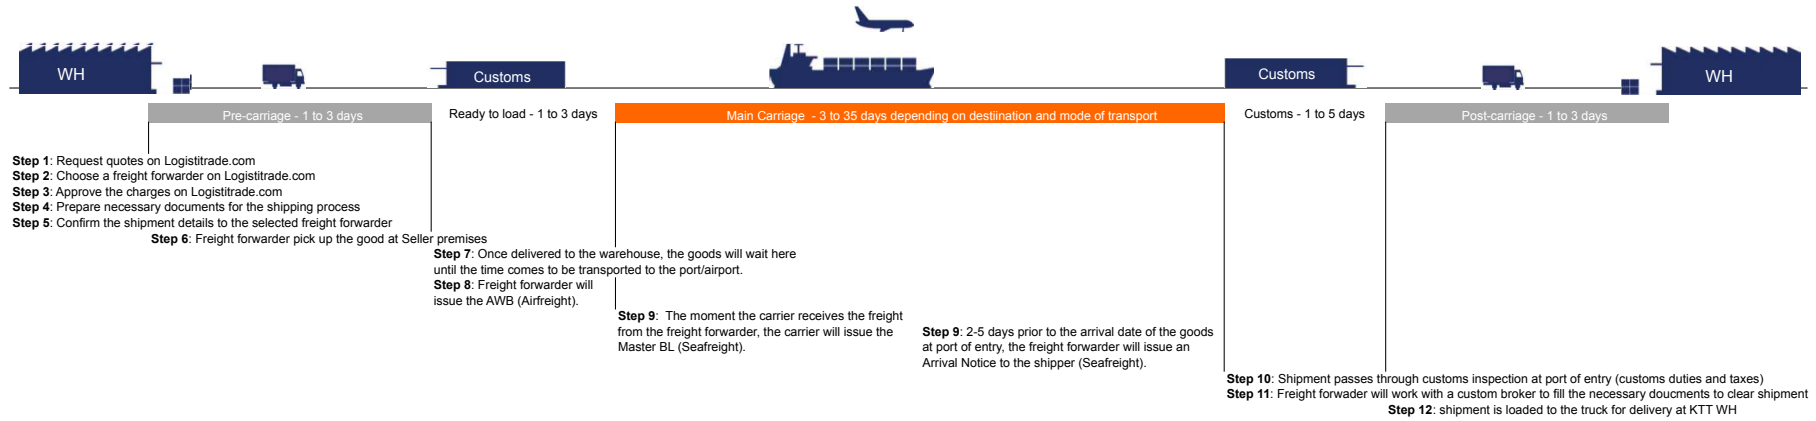 WH
Customs
Customs
WH
Pre-carriage - 1 to 3 days
Ready to load - 1 to 3 days
Main Carriage - 3 to 35 days depending on destiination and mode of transport
Customs - 1 to 5 days
Post-carriage - 1 to 3 days
Step 1: Request quotes on Logistitrade.com
Step 2: Choose a freight forwarder on Logistitrade.com
Step 3: Approve the charges on Logistitrade.com
Step 4: Prepare necessary documents for the shipping process
Step 5: Confirm the shipment details to the selected freight forwarder
Step 6: Freight forwarder pick up the good at Seller premises
Step 7: Once delivered to the warehouse, the goods will wait here
until the time comes to be transported to the port/airport.
Step 8: Freight forwarder will
issue the AWB (Airfreight).
Step 9: The moment the carrier receives the freight
from the freight forwarder, the carrier will issue the
Master BL (Seafreight).
Step 9: 2-5 days prior to the arrival date of the goods
at port of entry, the freight forwarder will issue an
Arrival Notice to the shipper (Seafreight).
Step 10: Shipment passes through customs inspection at port of entry (customs duties and taxes)
Step 11: Freight forwader will work with a custom broker to fill the necessary doucments to clear shipment
Step 12: shipment is loaded to the truck for delivery at KTT WH